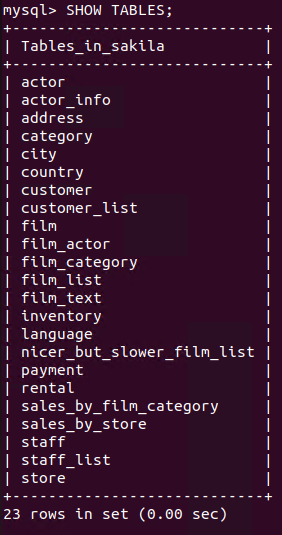 mysql> SHOW TABLES;
+----------------------------+
| Tables_in_sakila           |
+----------------------------+
| actor                      |
| actor_info                 |
| address                    |
| category                   |
| city                       |
| country                    |
| customer                   |
| customer_list              |
| film                       |
| film_actor                 |
| film_category              |
| film_list                  |
| film_text                  |
| inventory                  |
| language                   |
| nicer_but_slower_film_list |
| payment                    |
| rental                     |
| sales_by_film_category     |
| sales_by_store             |
| staff                      |
| staff_list                 |
| store                      |
+----------------------------+
23 rows in set (0.00 sec)